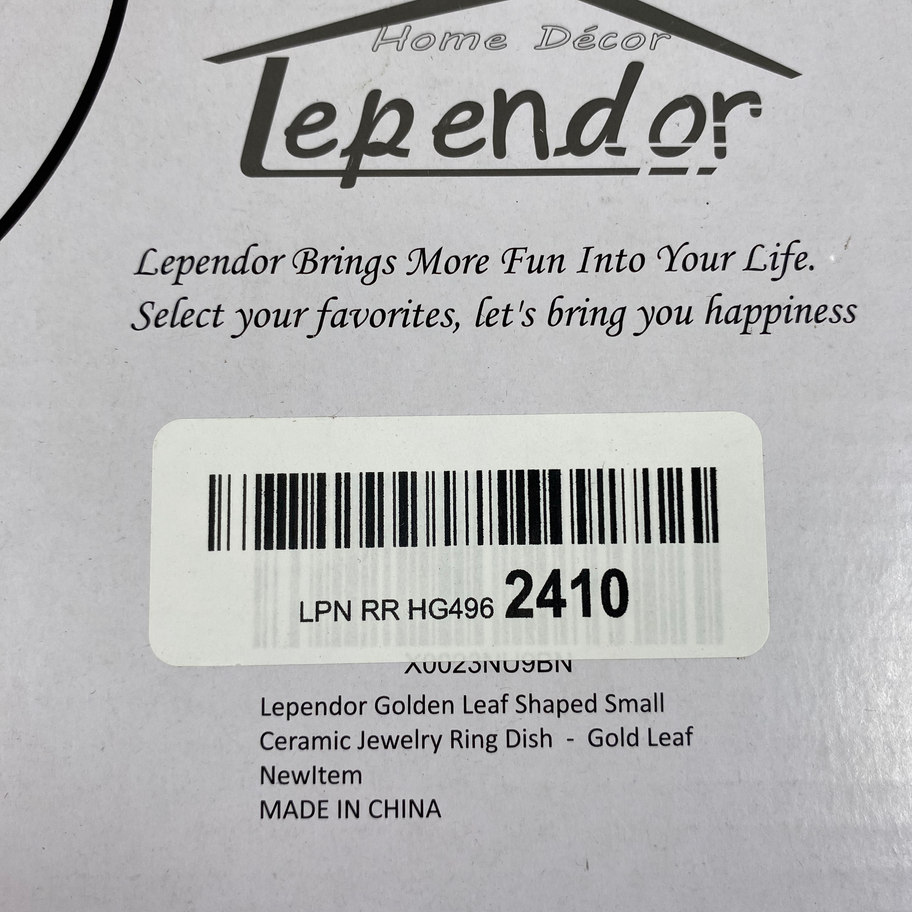 Home Décor
Lependor
Lependor Brings More Fun Into Your Life.
Select your favorites, let's bring you happiness
LPN RR HG496 2410
X0023NU9BN
Lependor Golden Leaf Shaped Small
Ceramic Jewelry Ring Dish - Gold Leaf
NewItem
MADE IN CHINA